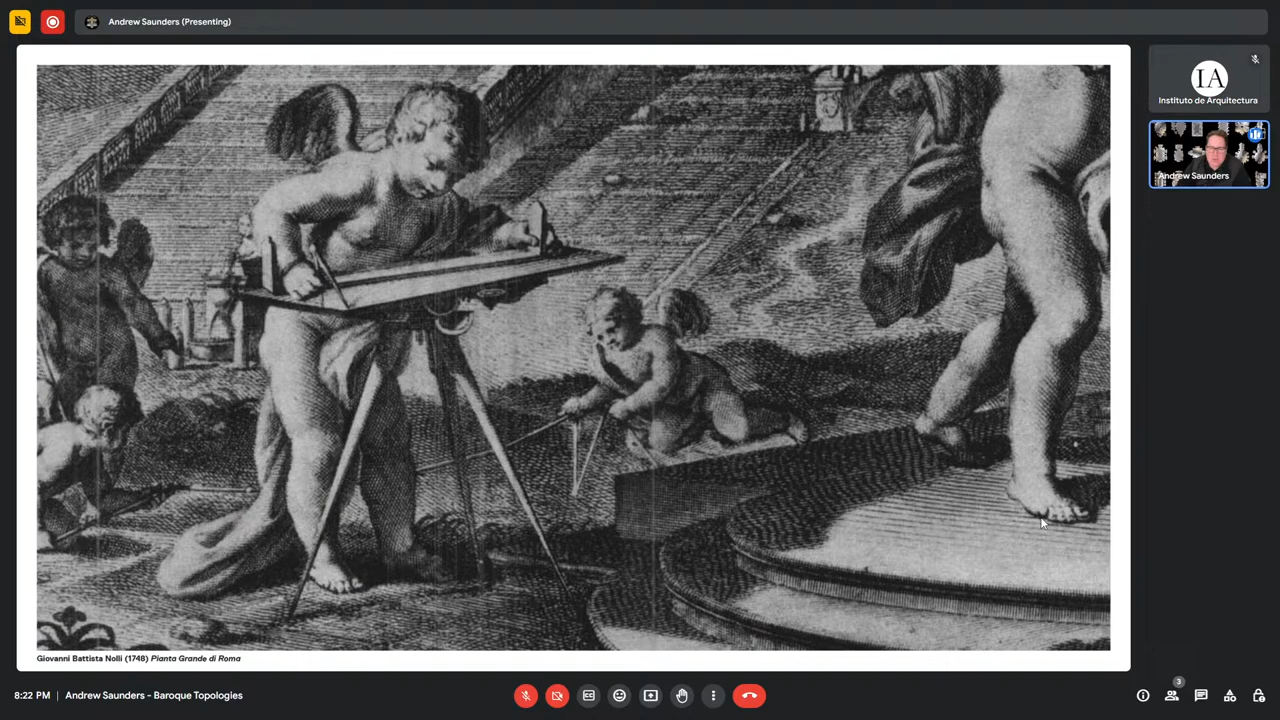 Andrew Saunders (Presenting)
IA
Instituto de Arquitectura
Andrew Saunders
Giovanni Battista Nolli (1748) Pianta Grande di Roma
3
8:22 PM | Andrew Saunders - Baroque Topologies